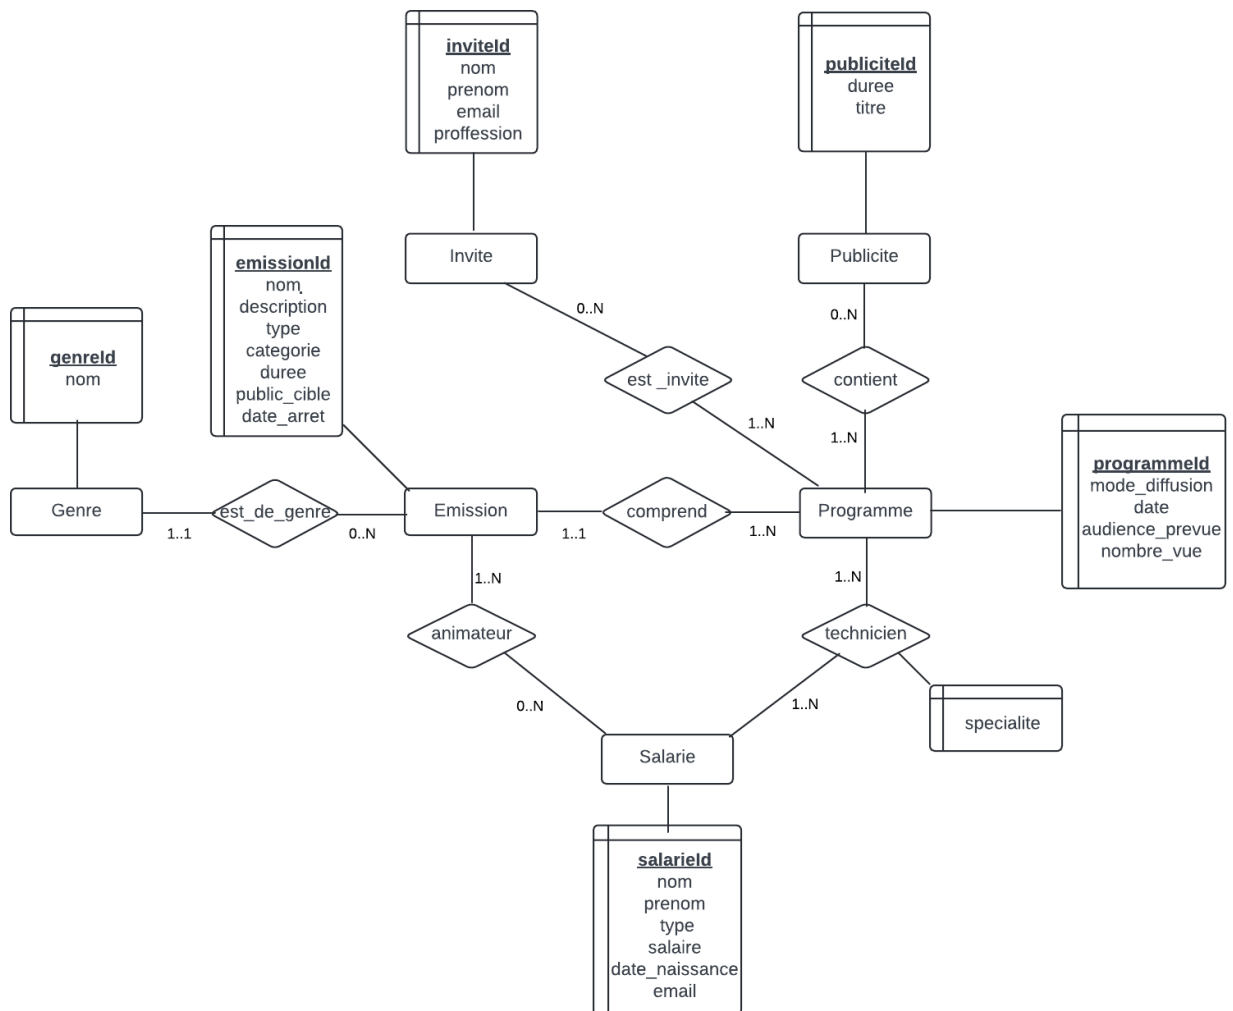 inviteId
nom
prenom
email
proffession
publiciteId
duree
titre
Invite
Publicite
emissionId
nom.
description
type
categorie
duree
public_cible
date_arret
genreId
nom
0..N
0..N
est _invite
contient
1..N
1..N
programmeId
mode_diffusion
date
audience_prevue
nombre_vue
Genre
est_de_genre
Emission
comprend
Programme
1..1
0..N
1..1
1..N
1..N
1..N
animateur
technicien
0..N
1..N
specialite
Salarie
salarieId
nom
prenom
type
salaire
date_naissance
email